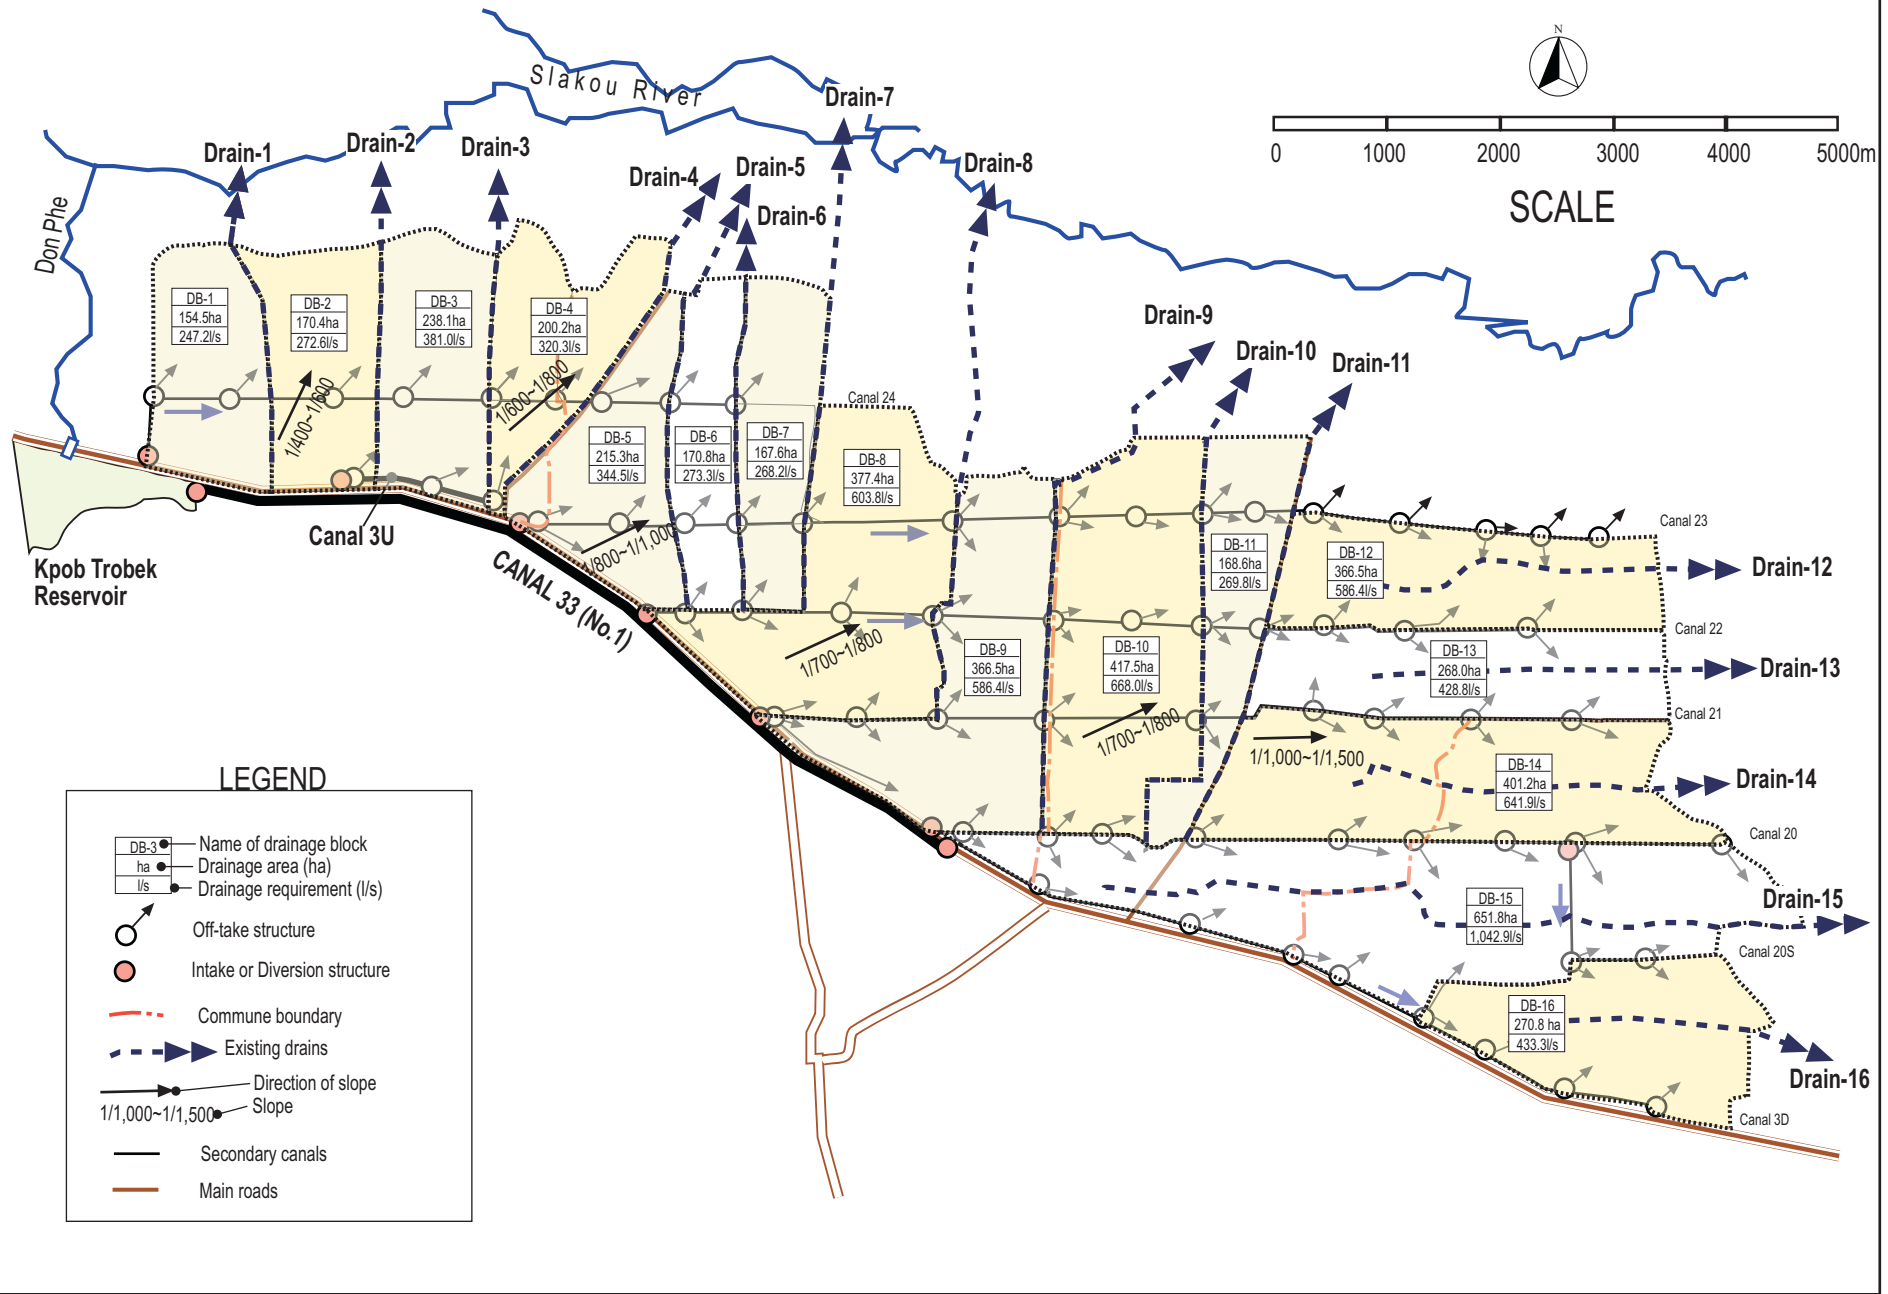 N
Slakou River
Drain-7
Drain-1
Drain-2
Drain-3
Drain-4
Drain-5
Drain-6
Drain-8
0 1000 2000 3000 4000 5000m
SCALE
Don Phe
DB-1
154.5ha
247.2l/s
DB-2
170.4ha
272.6l/s
DB-3
238.1ha
381.0l/s
DB-4
200.2ha
320.3l/s
Drain-9
Drain-10
Drain-11
1/400~1/600
1/600~1/800
Canal 24
DB-5
215.3ha
344.5l/s
DB-6
170.8ha
273.3l/s
DB-7
167.6ha
268.2l/s
DB-8
377.4ha
603.8l/s
Canal 3U
Kpob Trobek
Reservoir
CANAL 33 (No.1)
1/800~1/1,000
DB-11
168.6ha
269.8l/s
DB-12
366.5ha
586.4l/s
Canal 23
Drain-12
Canal 22
1/700~1/800
DB-9
366.5ha
586.4l/s
DB-10
417.5ha
668.0l/s
DB-13
268.0ha
428.8l/s
Drain-13
Canal 21
1/700~1/800
1/1,000~1/1,500
DB-14
401.2ha
641.9l/s
Drain-14
Canal 20
DB-15
651.8ha
1,042.9l/s
Drain-15
Canal 20S
DB-16
270.8 ha
433.3l/s
Drain-16
Canal 3D
LEGEND
DB-3 Name of drainage block
ha Drainage area (ha)
l/s Drainage requirement (l/s)
Off-take structure
Intake or Diversion structure
Commune boundary
Existing drains
Direction of slope
1/1,000~1/1,500 Slope
Secondary canals
Main roads